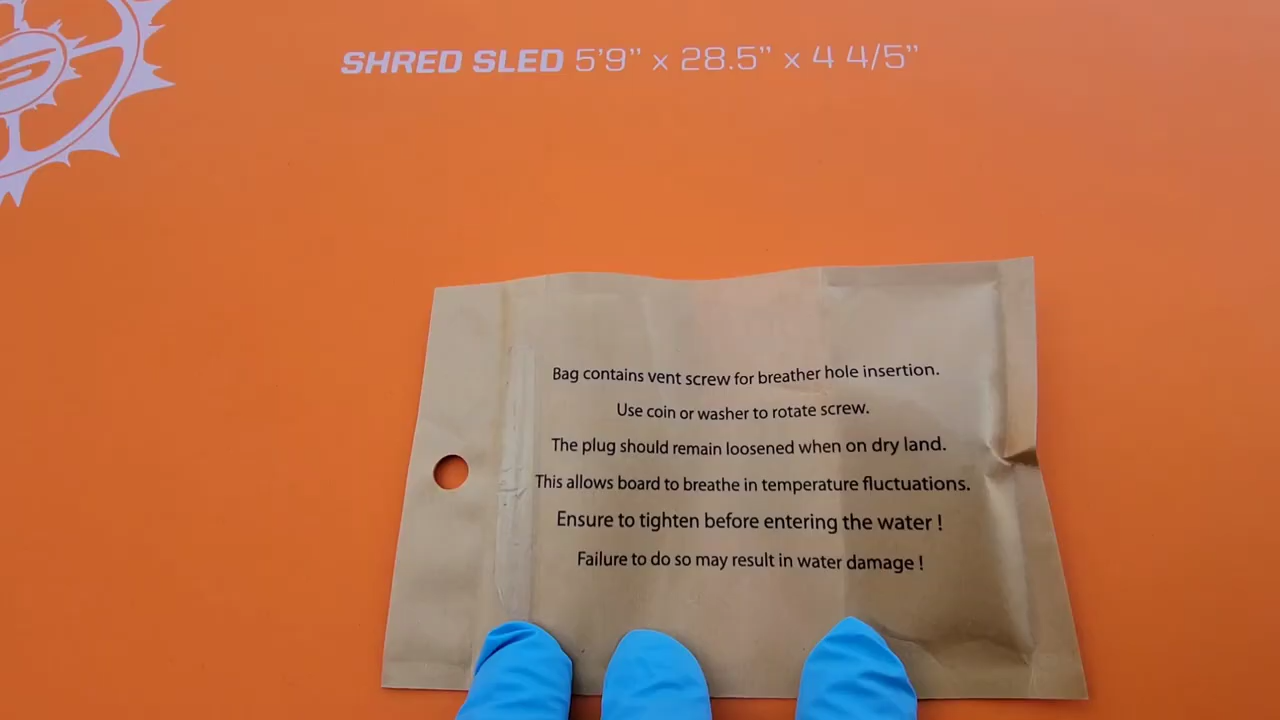 SHRED SLED 5'9" x 28.5" x 4 4/5"
Bag contains vent screw for breather hole insertion.
Use coin or washer to rotate screw.
The plug should remain loosened when on dry land.
This allows board to breathe in temperature fluctuations.
Ensure to tighten before entering the water !
Failure to do so may result in water damage !